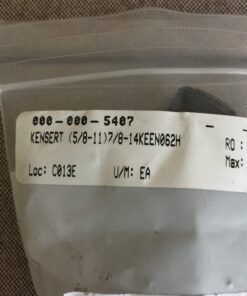 000-000-5407
KENSERT (5/8-11)7/8-14KEEN062H
RO :
Loc: C013E U/M: EA Max: